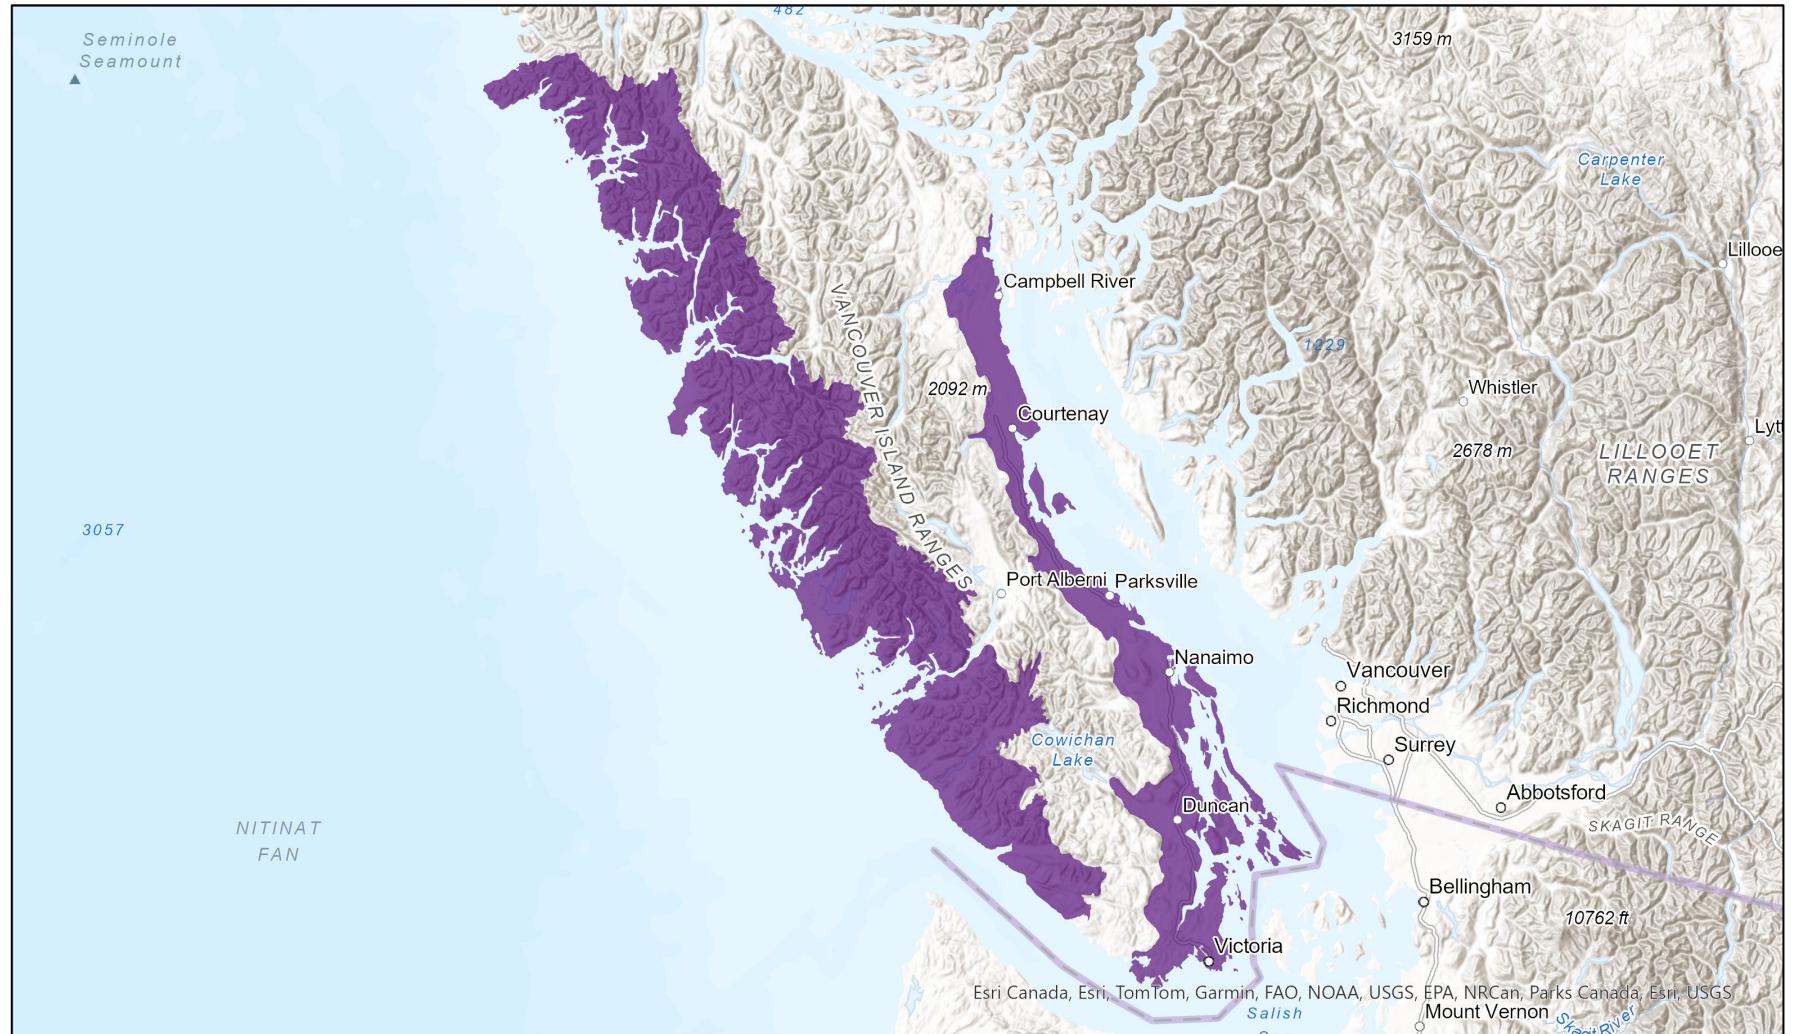 482
Seminole
Seamount
3159 m
Carpenter
Lake
Campbell River
VANCOUVER ISLAND RANGES
1229
2092 m
Whistler
Courtenay
2678 m
LILLOOET
RANGES
3057
Port Alberni
Parksville
Nanaimo
Vancouver
Richmond
Cowichan
Lake
Surrey
Abbotsford
Duncan
NITINAT
FAN
SKAGIT RANGE
Bellingham
10762 ft
Victoria
Esri Canada, Esri, TomTom, Garmin, FAO, NOAA, USGS, EPA, NRCan, Parks Canada, Esri, USGS
Salish
Mount Vernon
Skagit River